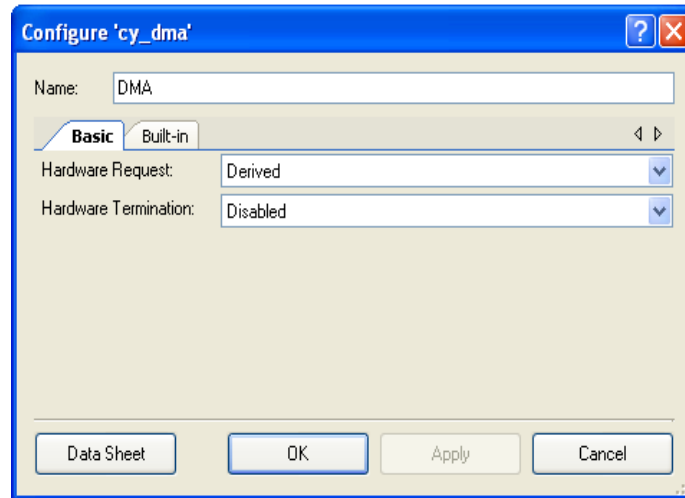 Configure 'cy_dma'
Name: DMA
Basic Built-in
Hardware Request: Derived
Hardware Termination: Disabled
Data Sheet OK Apply Cancel